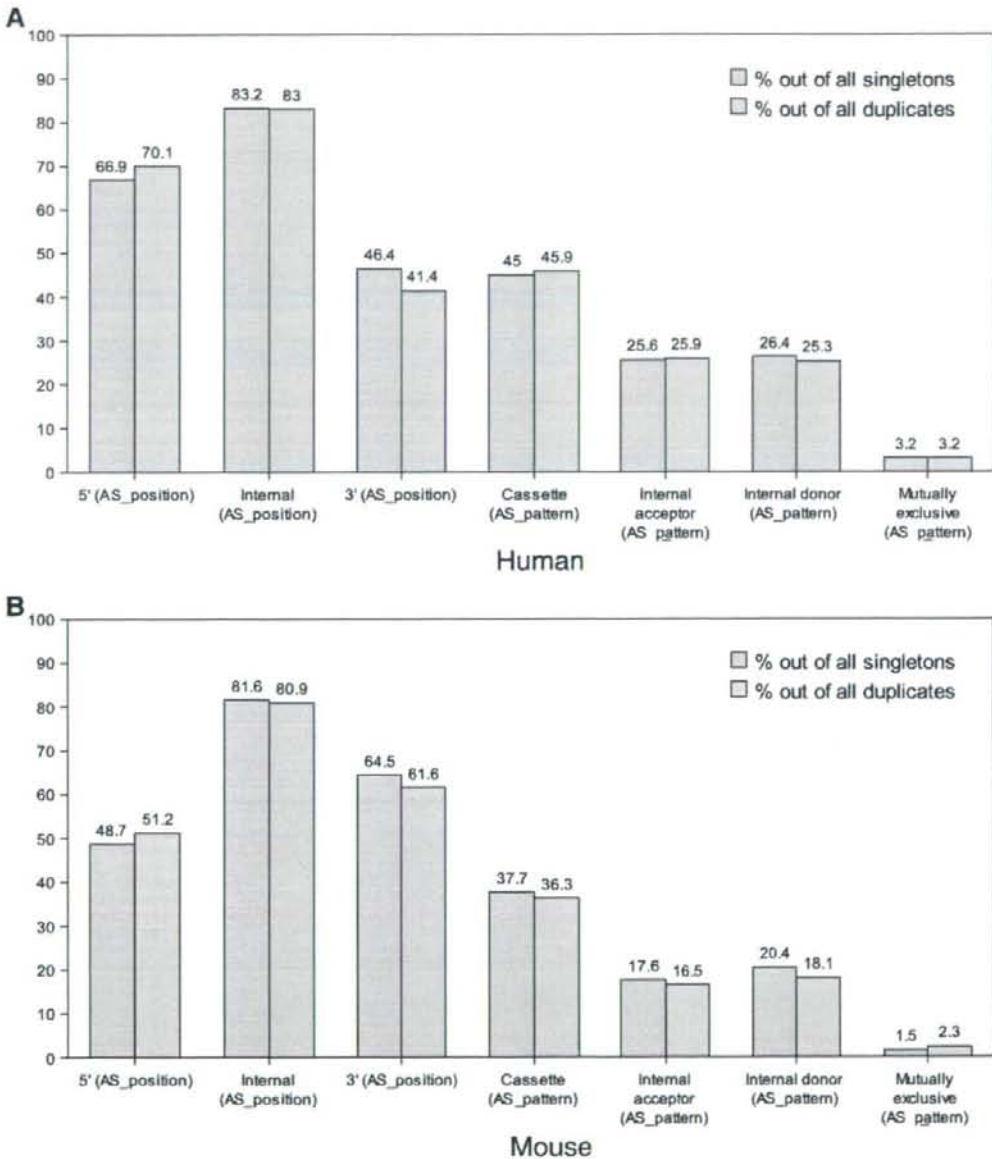 A
100
90
80
70
60
50
40
30
20
10
0
% out of all singletons
% out of all duplicates
66.9 70.1
83.2 83
46.4 41.4
45 45.9
25.6 25.9
26.4 25.3
3.2 3.2
5' (AS_position)
Internal
(AS_position)
3' (AS_position)
Cassette
(AS_pattern)
Internal
acceptor
(AS_pattern)
Internal donor
(AS_pattern)
Mutually
exclusive
(AS_pattern)
Human
B
100
90
80
70
60
50
40
30
20
10
0
% out of all singletons
% out of all duplicates
48.7 51.2
81.6 80.9
64.5 61.6
37.7 36.3
17.6 16.5
20.4 18.1
1.5 2.3
5' (AS_position)
Internal
(AS_position)
3' (AS_position)
Cassette
(AS_pattern)
Internal
acceptor
(AS_pattern)
Internal donor
(AS_pattern)
Mutually
exclusive
(AS_pattern)
Mouse